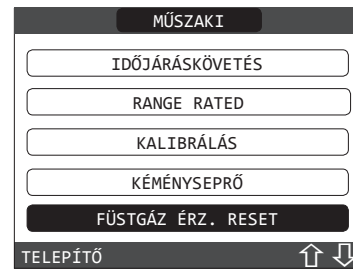 MŰSZAKI
IDŐJÁRÁSKÖVETÉS
RANGE RATED
KALIBRÁLÁS
KÉMÉNYSEPRŐ
FÜSTGÁZ ÉRZ. RESET
TELEPÍTŐ